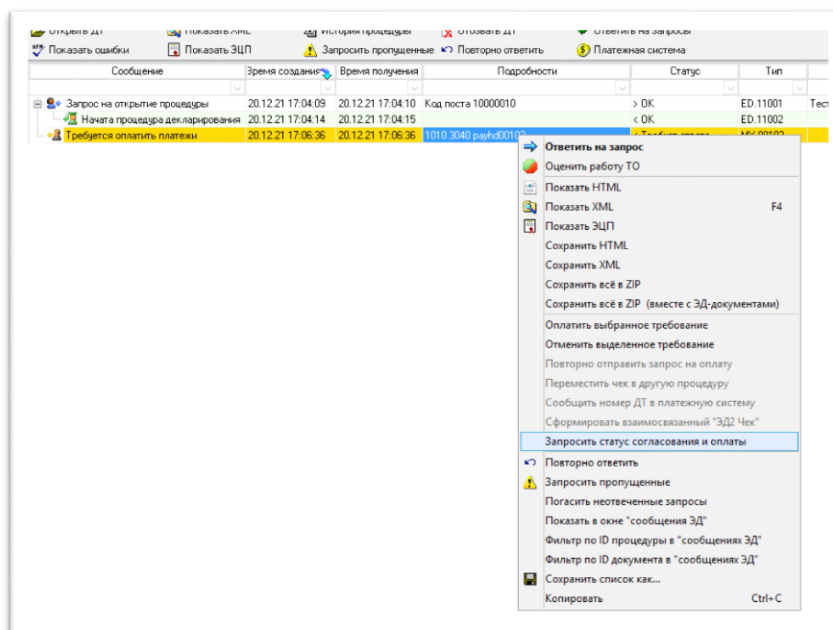 Открыть ДТ Показать XML История процедуры Отозвать ДТ Ответить на запросы
Показать ошибки Показать ЭЦП Запросить пропущенные Повторно ответить Платежная система
Сообщение Время создания Время получения Подробности Статус Тип
Запрос на открытие процедуры 20.12.21 17:04:09 20.12.21 17:04:10 Код поста 10000010 > OK ED.11001 Тест
Начата процедура декларирования 20.12.21 17:04:14 20.12.21 17:04:15 < OK ED.11002
Требуется оплатить платежи 20.12.21 17:06:36 20.12.21 17:06:36 1010 3040
Ответить на запрос
Оценить работу ТО
Показать HTML
Показать XML F4
Показать ЭЦП
Сохранить HTML
Сохранить XML
Сохранить всё в ZIP
Сохранить всё в ZIP (вместе с ЭД-документами)
Оплатить выбранное требование
Отменить выделенное требование
Повторно отправить запрос на оплату
Переместить чек в другую процедуру
Сообщить номер ДТ в платежную систему
Сформировать взаимосвязанный "ЭД2 Чек"
Запросить статус согласования и оплаты
Повторно ответить
Запросить пропущенные
Погасить неотвеченные запросы
Показать в окне "сообщения ЭД"
Фильтр по ID процедуры в "сообщениях ЭД"
Фильтр по ID документа в "сообщениях ЭД"
Сохранить список как...
Копировать Ctrl+C